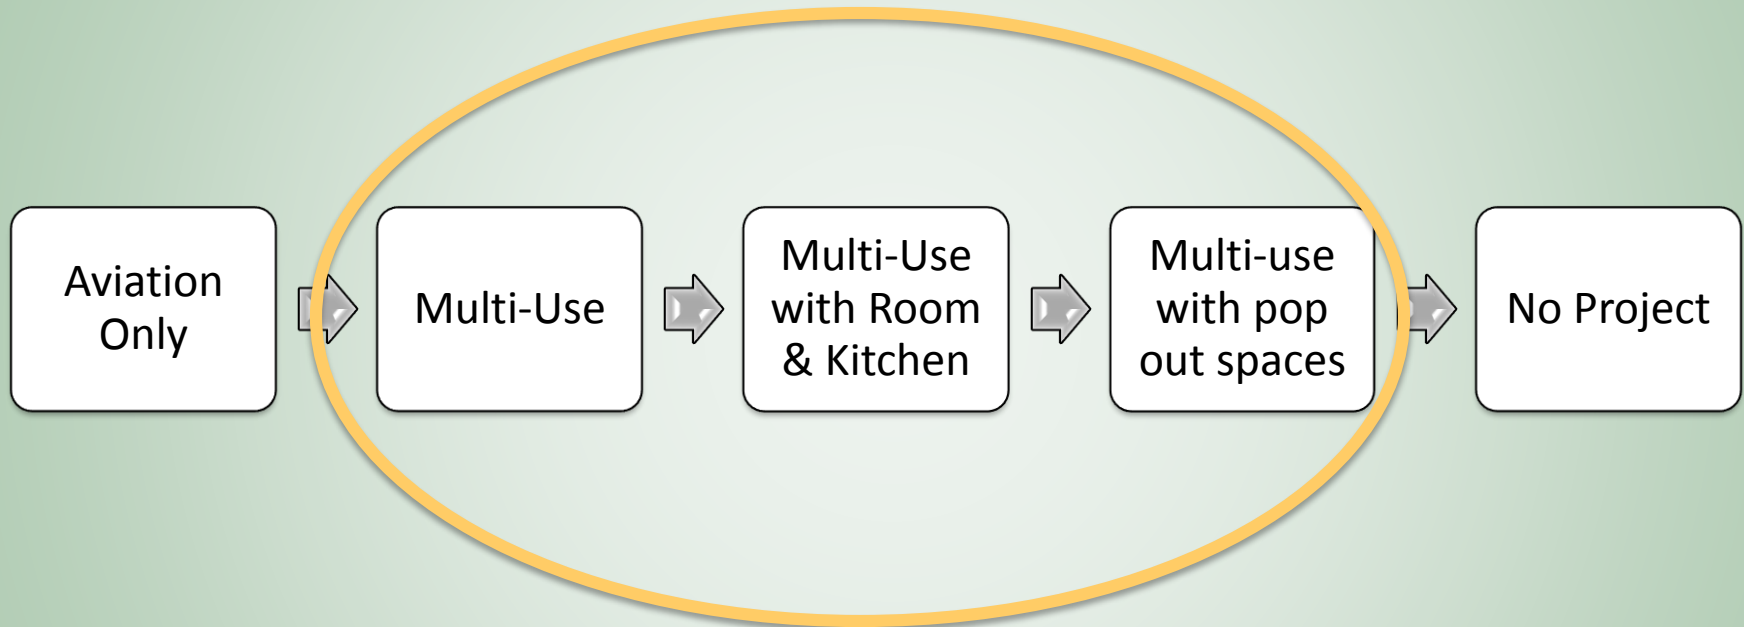 Aviation
Only
Multi-Use
Multi-Use
with Room
& Kitchen
Multi-use
with pop
out spaces
No Project